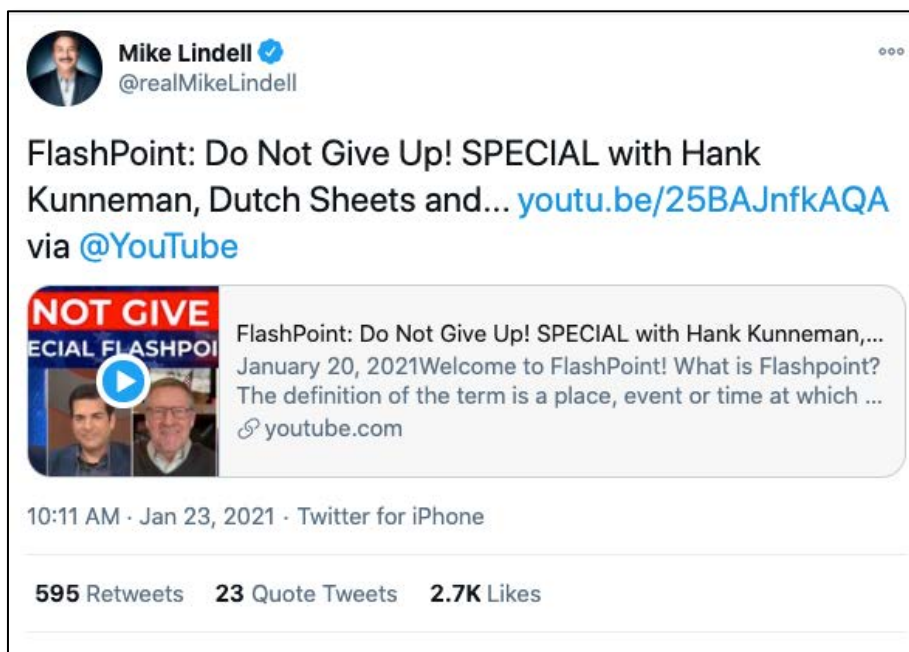 Mike Lindell
@realMikeLindell
FlashPoint: Do Not Give Up! SPECIAL with Hank
Kunneman, Dutch Sheets and... youtu.be/25BAJnfkAQA
via @YouTube
NOT GIVE
ECIAL FLASHPOI
FlashPoint: Do Not Give Up! SPECIAL with Hank Kunneman,...
January 20, 2021Welcome to FlashPoint! What is Flashpoint?
The definition of the term is a place, event or time at which ...
youtube.com
10:11 AM · Jan 23, 2021 · Twitter for iPhone
595 Retweets 23 Quote Tweets 2.7K Likes